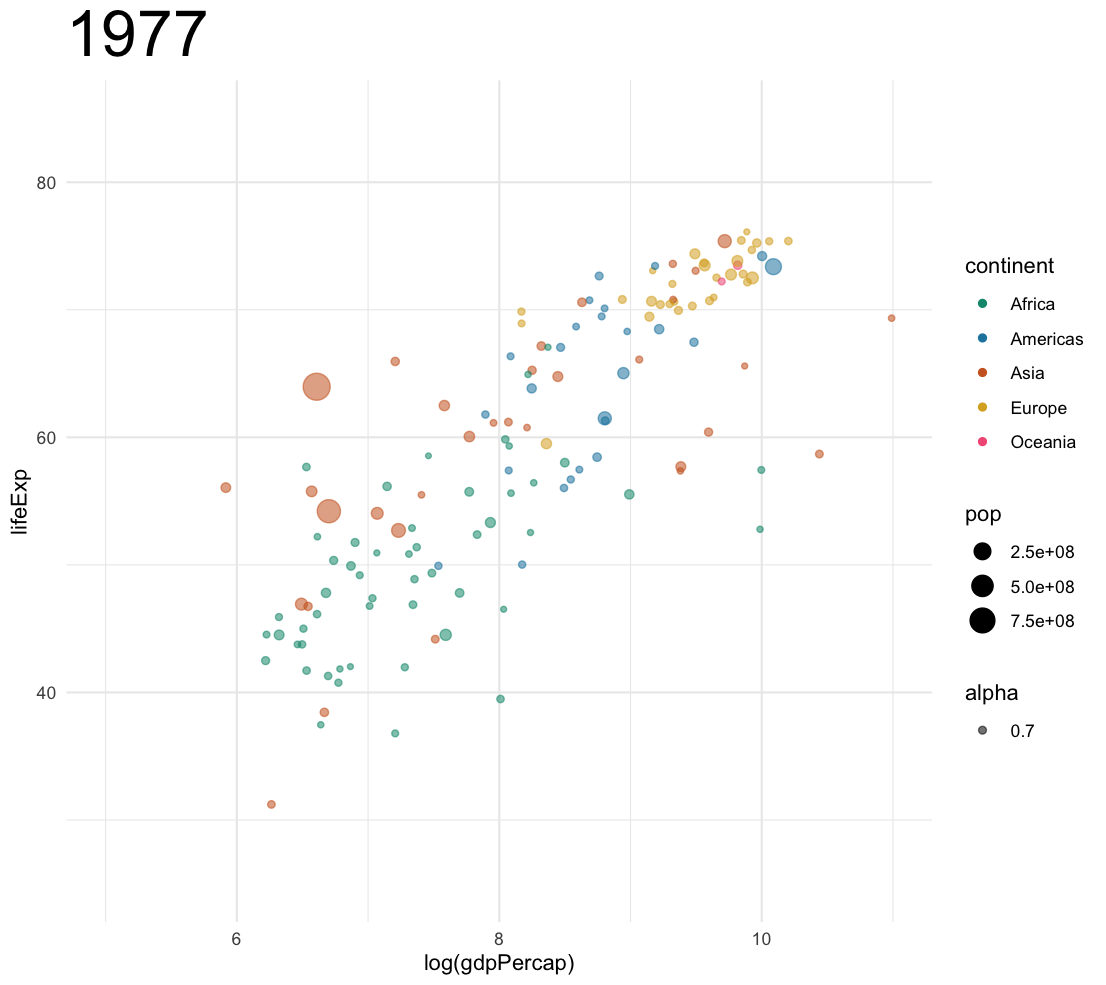 1977
80
60
40
lifeExp
6
8
10
log(gdpPercap)
continent
Africa
Americas
Asia
Europe
Oceania
pop
2.5e+08
5.0e+08
7.5e+08
alpha
0.7